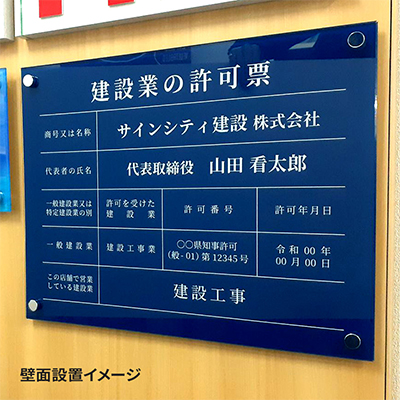 建設業の許可票
商号又は名称 サインシティ建設 株式会社
代表者の氏名 代表取締役 山田 看太郎
一般建設業又は
特定建設業の別
許可を受けた
建設業
許可番号
許可年月日
一般建設業
建設工事業
〇〇県知事許可
(般-01)第12345号
令和 00 年
00 月 00 日
この店舗で営業
している建設業
建設工事
壁面設置イメージ